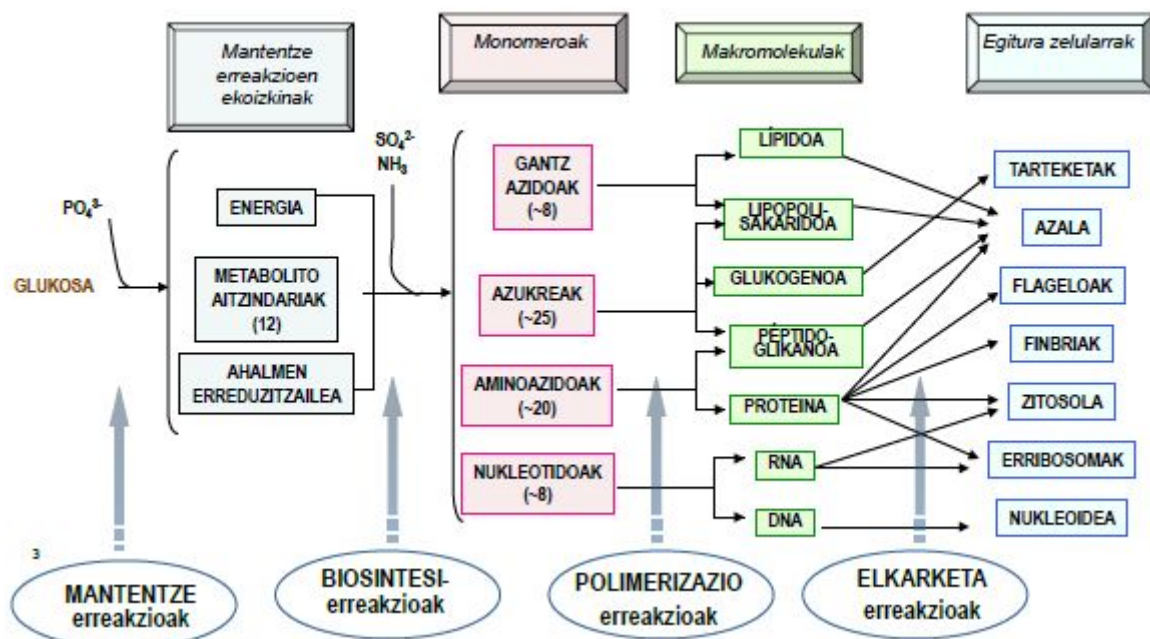 Mantentze
erreakzioen
ekoizkinak
Monomeroak
Makromolekulak
Egitura zelularrak
PO₄³⁻
GLUKOSA
ENERGIA
METABOLITO
AITZINDARIAK
(12)
AHALMEN
ERREDUZITZAILEA
SO₄²⁻
NH₃
GANTZ
AZIDOAK
(~8)
AZUKREAK
(~25)
AMINOAZIDOAK
(~20)
NUKLEOTIDOAK
(~8)
LÍPIDOA
LIPOPOLI-
SAKARIDOA
GLUKOGENOA
PÉPTIDO-
GLIKANOA
PROTEINA
RNA
DNA
TARTEKETAK
AZALA
FLAGELOAK
FINBRIAK
ZITOSOLA
ERRIBOSOMAK
NUKLEOIDEA
3
MANTENTZE
erreakzioak
BIOSINTESI-
erreakzioak
POLIMERIZAZIO
erreakzioak
ELKARKETA
erreakzioak